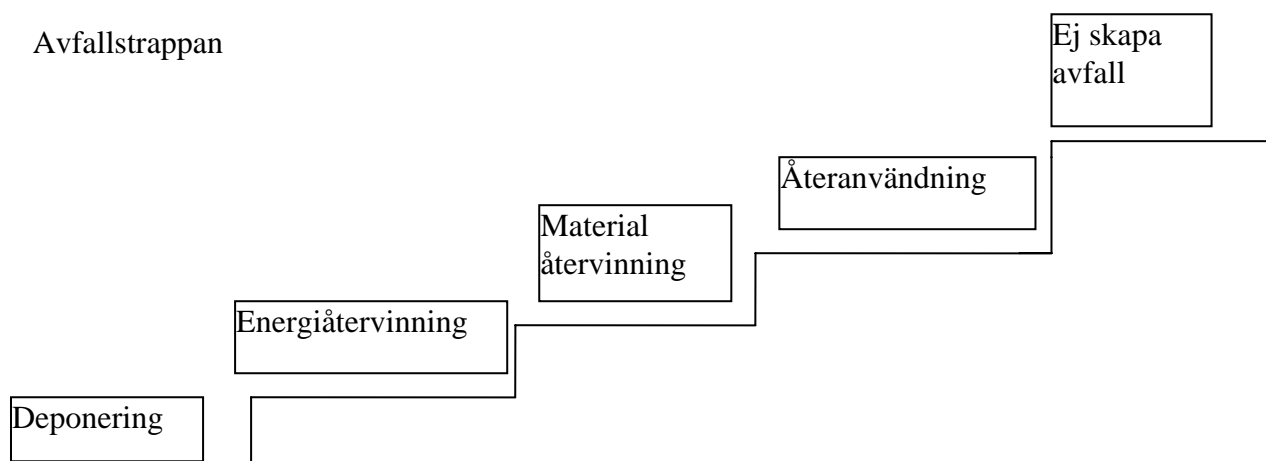 Avfallstrappan
Ej skapa
avfall
Återanvändning
Material
återvinning
Energiåtervinning
Deponering